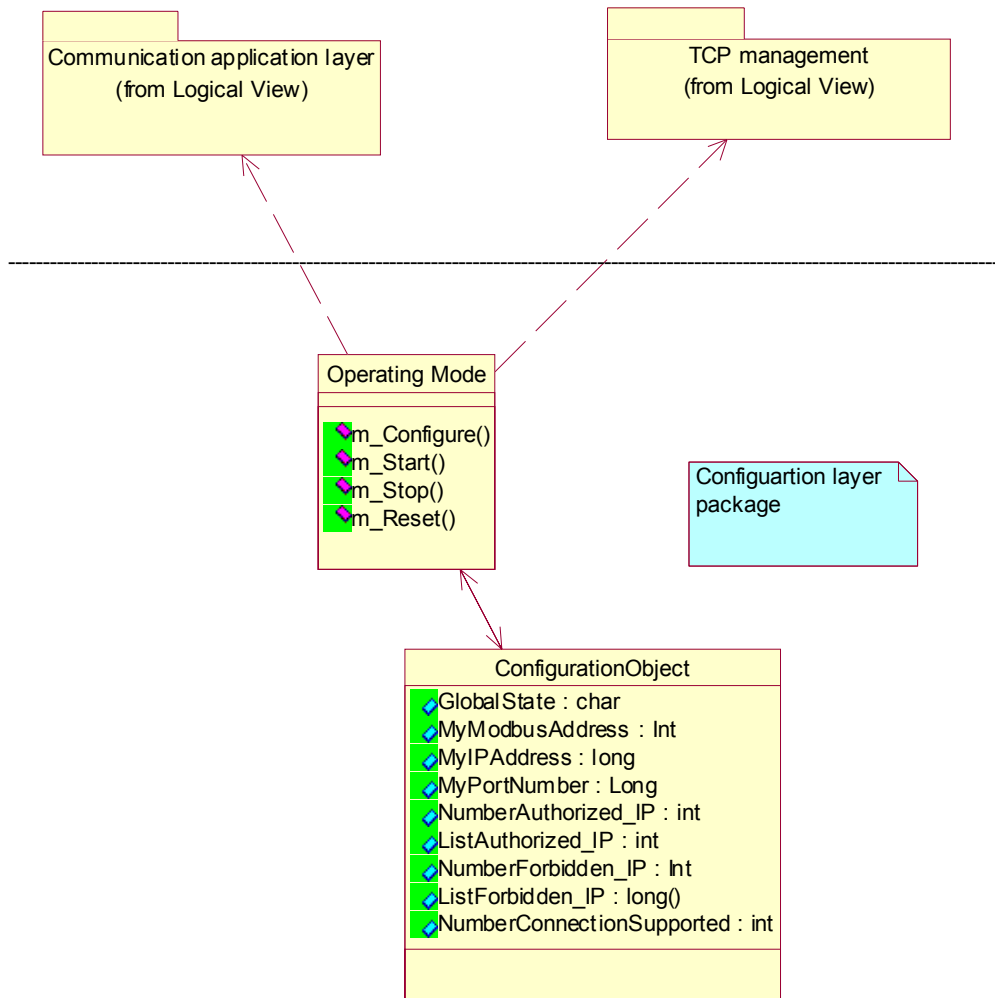 Communication application layer
(from Logical View)
TCP management
(from Logical View)
Operating Mode
m_Configure()
m_Start()
m_Stop()
m_Reset()
Configuartion layer
package
ConfigurationObject
GlobalState : char
MyModbusAddress : Int
MyIPAddress : long
MyPortNumber : Long
NumberAuthorized_IP : int
ListAuthorized_IP : int
NumberForbidden_IP : Int
ListForbidden_IP : long()
NumberConnectionSupported : int